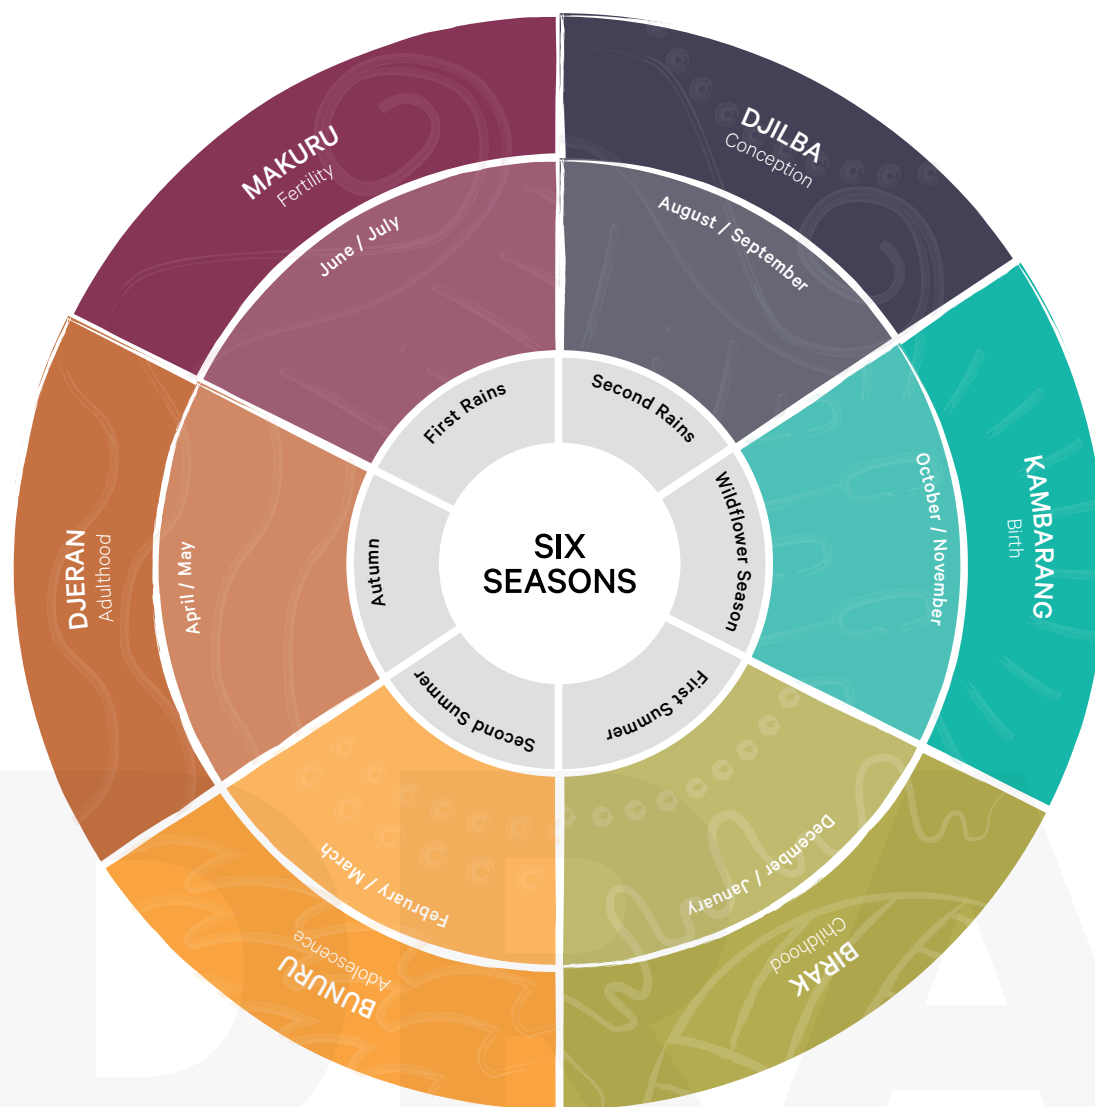 SIX
SEASONS
DJILBA
Conception
August / September
Second Rains
KAMBARANG
Birth
October / November
Wildflower Season
BIRAK
Childhood
December / January
First Summer
BUNURU
Adolescence
February / March
Second Summer
DJERAN
Adulthood
April / May
Autumn
MAKURU
Fertility
June / July
First Rains
DRA